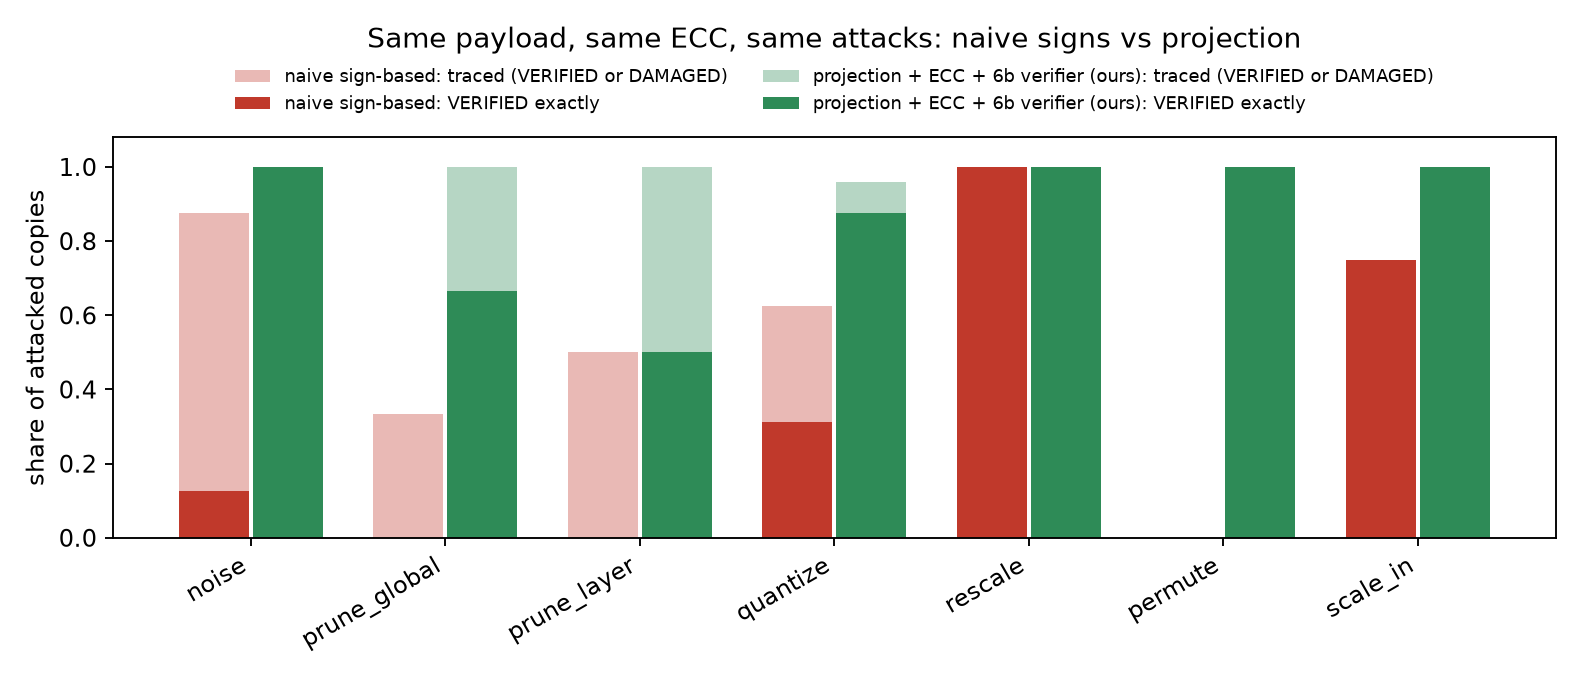 Same payload, same ECC, same attacks: naive signs vs projection
naive sign-based: traced (VERIFIED or DAMAGED)
naive sign-based: VERIFIED exactly
projection + ECC + 6b verifier (ours): traced (VERIFIED or DAMAGED)
projection + ECC + 6b verifier (ours): VERIFIED exactly
share of attacked copies
1.0
0.8
0.6
0.4
0.2
0.0
noise
prune_global
prune_layer
quantize
rescale
permute
scale_in